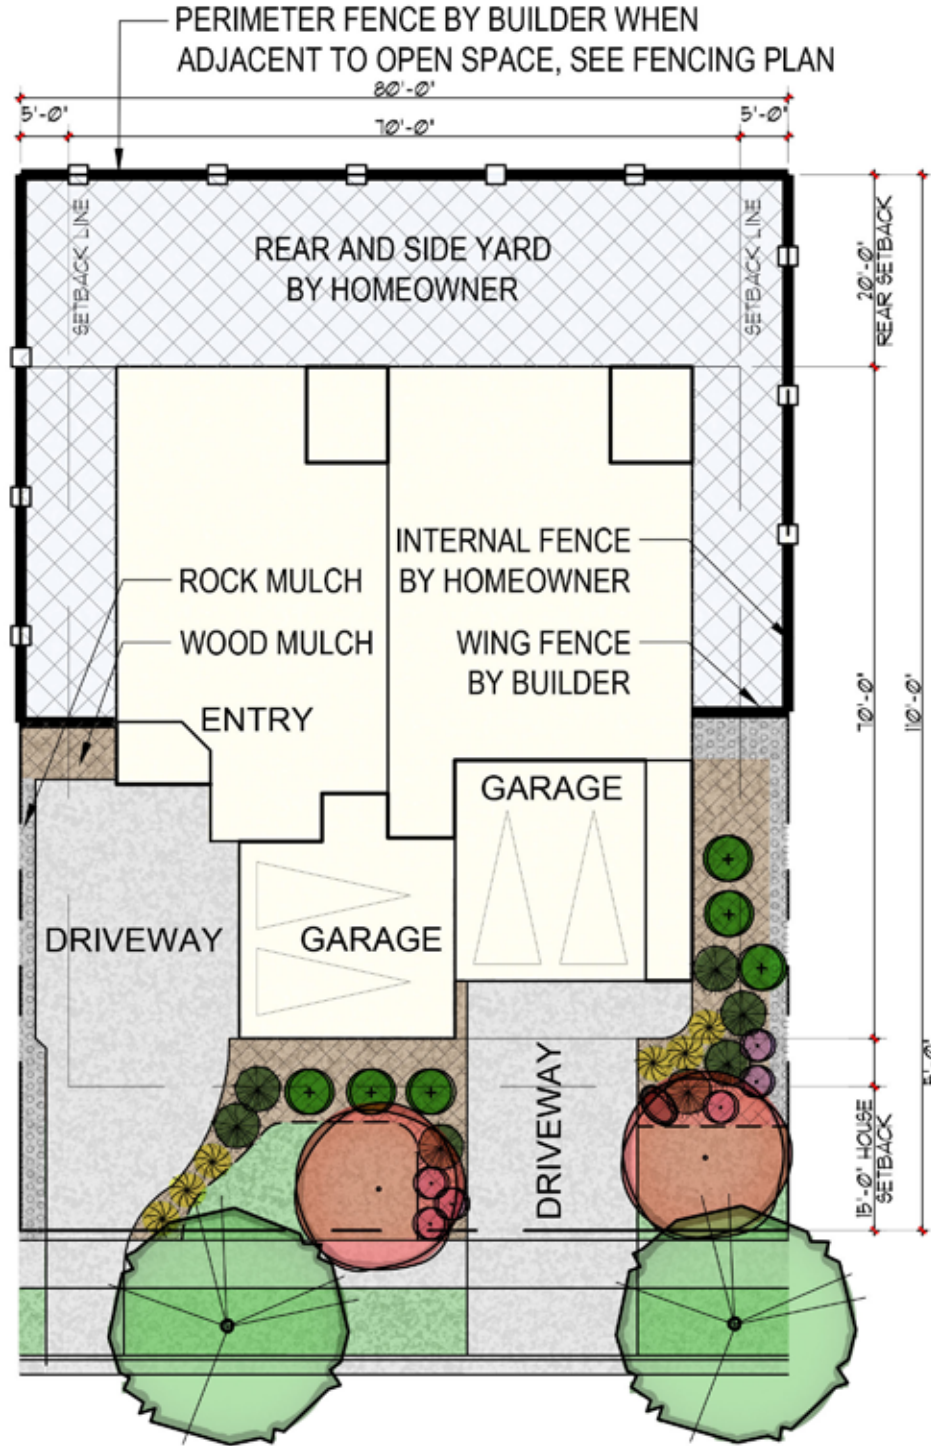 PERIMETER FENCE BY BUILDER WHEN
ADJACENT TO OPEN SPACE, SEE FENCING PLAN
80'-0"
5'-0"
70'-0"
5'-0"
SETBACK LINE
REAR AND SIDE YARD
BY HOMEOWNER
SETBACK LINE
20'-0"
REAR SETBACK
INTERNAL FENCE
BY HOMEOWNER
ROCK MULCH
WOOD MULCH
WING FENCE
BY BUILDER
ENTRY
70'-0"
110'-0"
GARAGE
DRIVEWAY
GARAGE
DRIVEWAY
15'-0" HOUSE
SETBACK